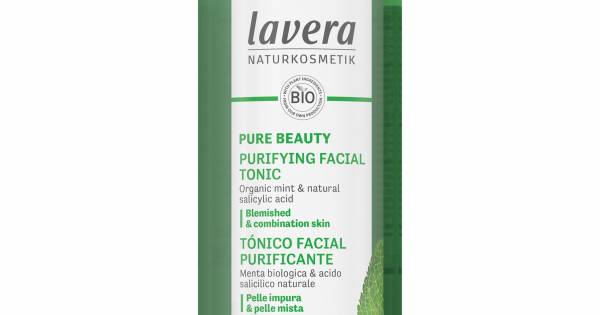 lavera
NATURKOSMETIK
BIO
PURE BEAUTY
PURIFYING FACIAL
TONIC
Organic mint & natural
salicylic acid
Blemished
& combination skin
TÓNICO FACIAL
PURIFICANTE
Menta biologica & acido
salicilico naturale
Pelle impura
& pelle mista